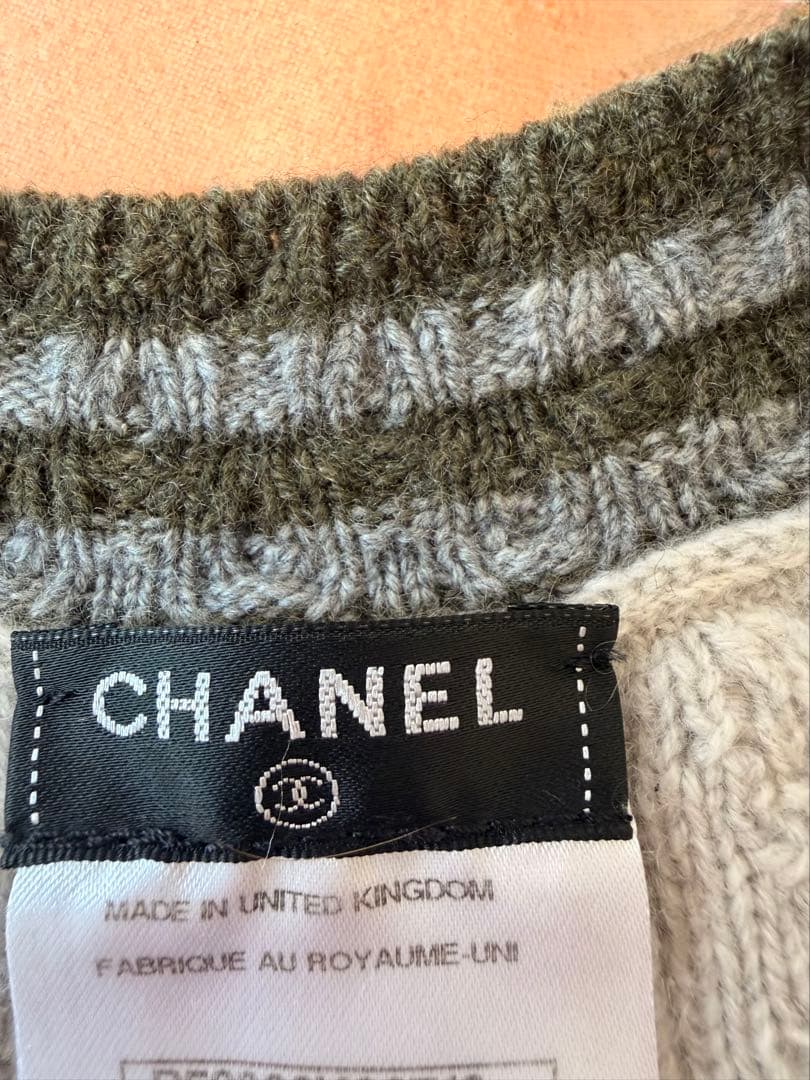 CHANEL
MADE IN UNITED KINGDOM
FABRIQUE AU ROYAUME-UNI